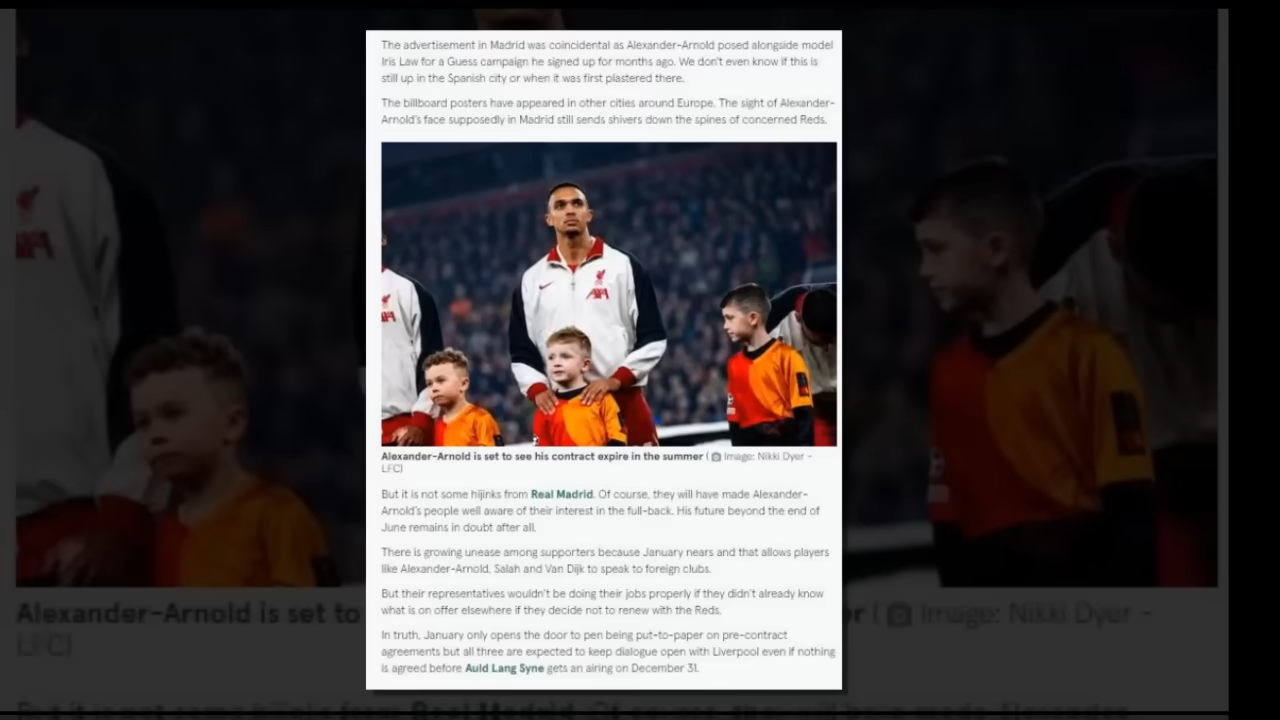 The advertisement in Madrid was coincidental as Alexander-Arnold posed alongside model
Iris Law for a Guess campaign he signed up for months ago. We don't even know if this is
still up in the Spanish city or when it was first plastered there.
The billboard posters have appeared in other cities around Europe. The sight of Alexander-
Arnold's face supposedly in Madrid still sends shivers down the spines of concerned Reds.
Alexander-Arnold is set to see his contract expire in the summer ( Image: Nikki Dyer -
LFC)
But it is not some hijinks from Real Madrid. Of course, they will have made Alexander-
Arnold's people well aware of their interest in the full-back. His future beyond the end of
June remains in doubt after all.
There is growing unease among supporters because January nears and that allows players
like Alexander-Arnold, Salah and Van Dijk to speak to foreign clubs.
But their representatives wouldn't be doing their jobs properly if they didn't already know
what is on offer elsewhere if they decide not to renew with the Reds.
In truth, January only opens the door to pen being put-to-paper on pre-contract
agreements but all three are expected to keep dialogue open with Liverpool even if nothing
is agreed before Auld Lang Syne gets an airing on December 31.
Alexander-Arnold is set to
er ( Image: Nikki Dyer -
LFC)